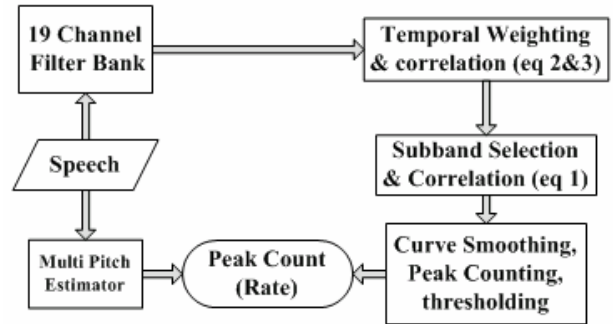 19 Channel
Filter Bank
Temporal Weighting
& correlation (eq 2&3)
Speech
Subband Selection
& Correlation (eq 1)
Multi Pitch
Estimator
Peak Count
(Rate)
Curve Smoothing,
Peak Counting,
thresholding